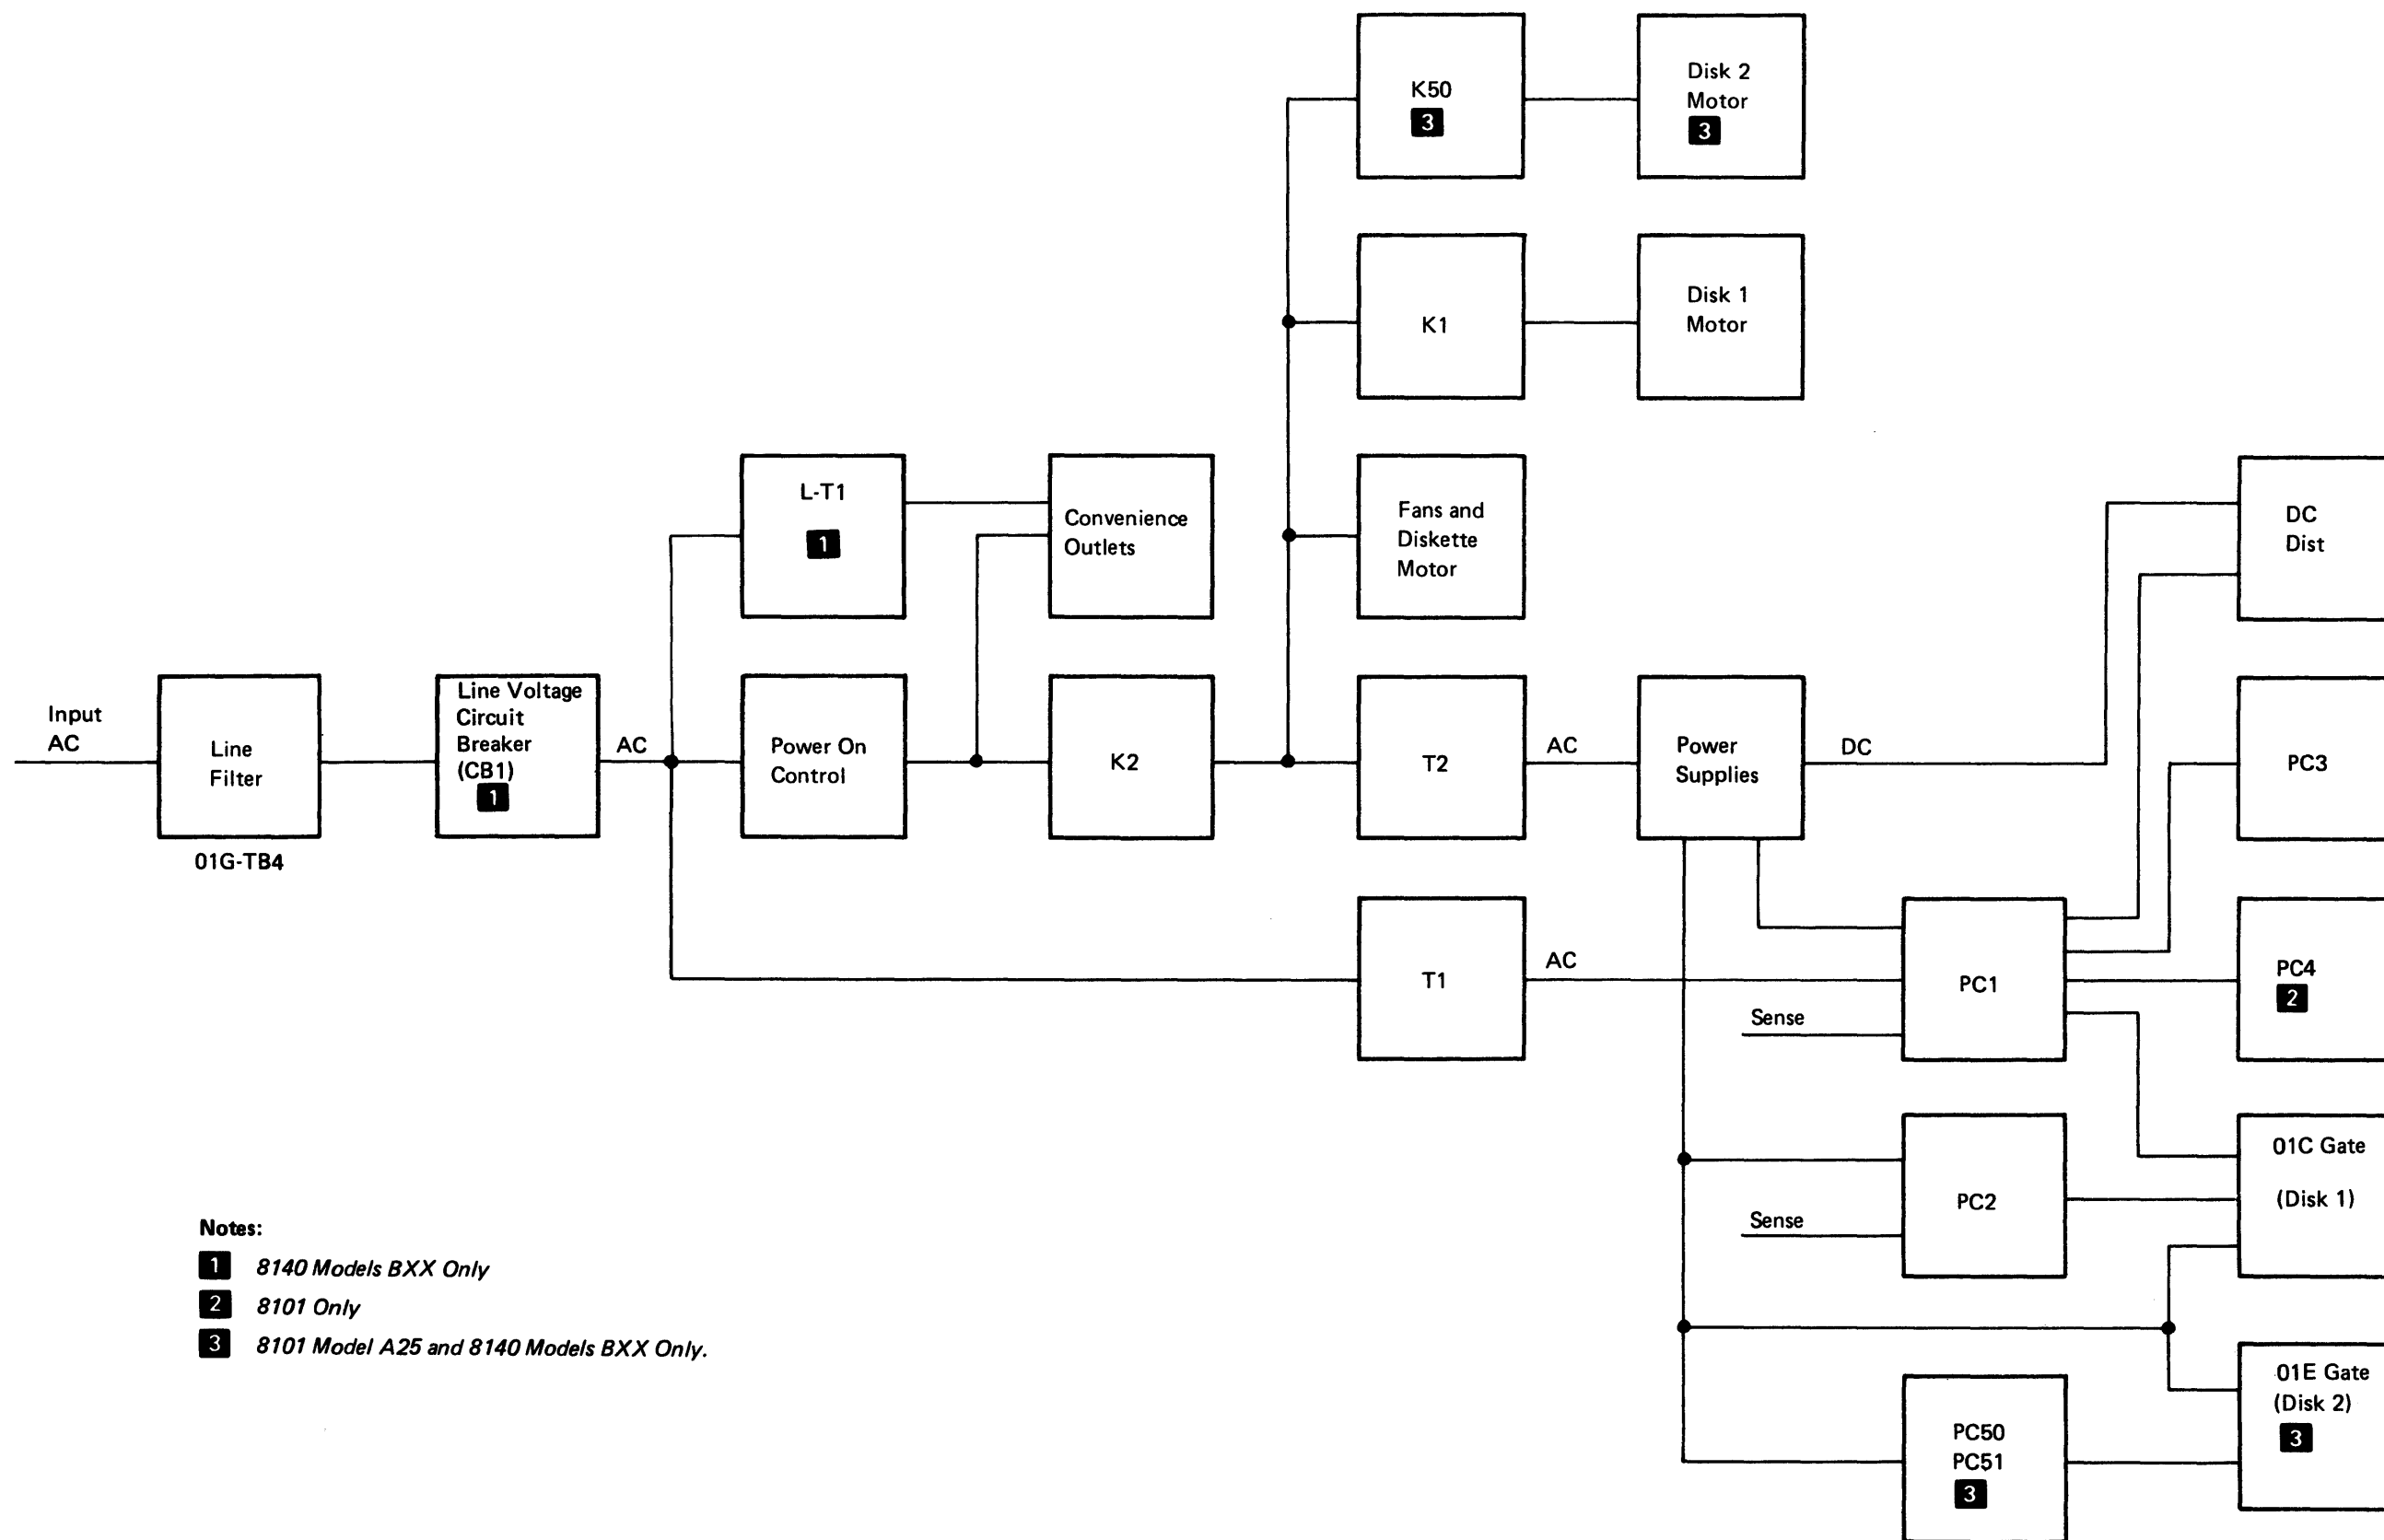 K50
3
Disk 2
Motor
3
K1
Disk 1
Motor
L-T1
1
Convenience
Outlets
Fans and
Diskette
Motor
DC
Dist
Input
AC
Line
Filter
01G-TB4
Line Voltage
Circuit
Breaker
(CB1)
1
AC
Power On
Control
K2
T2
AC
Power
Supplies
DC
PC3
T1
AC
Sense
PC1
PC4
2
Sense
PC2
01C Gate
(Disk 1)
PC50
PC51
3
01E Gate
(Disk 2)
3
Notes:
1 8140 Models BXX Only
2 8101 Only
3 8101 Model A25 and 8140 Models BXX Only.